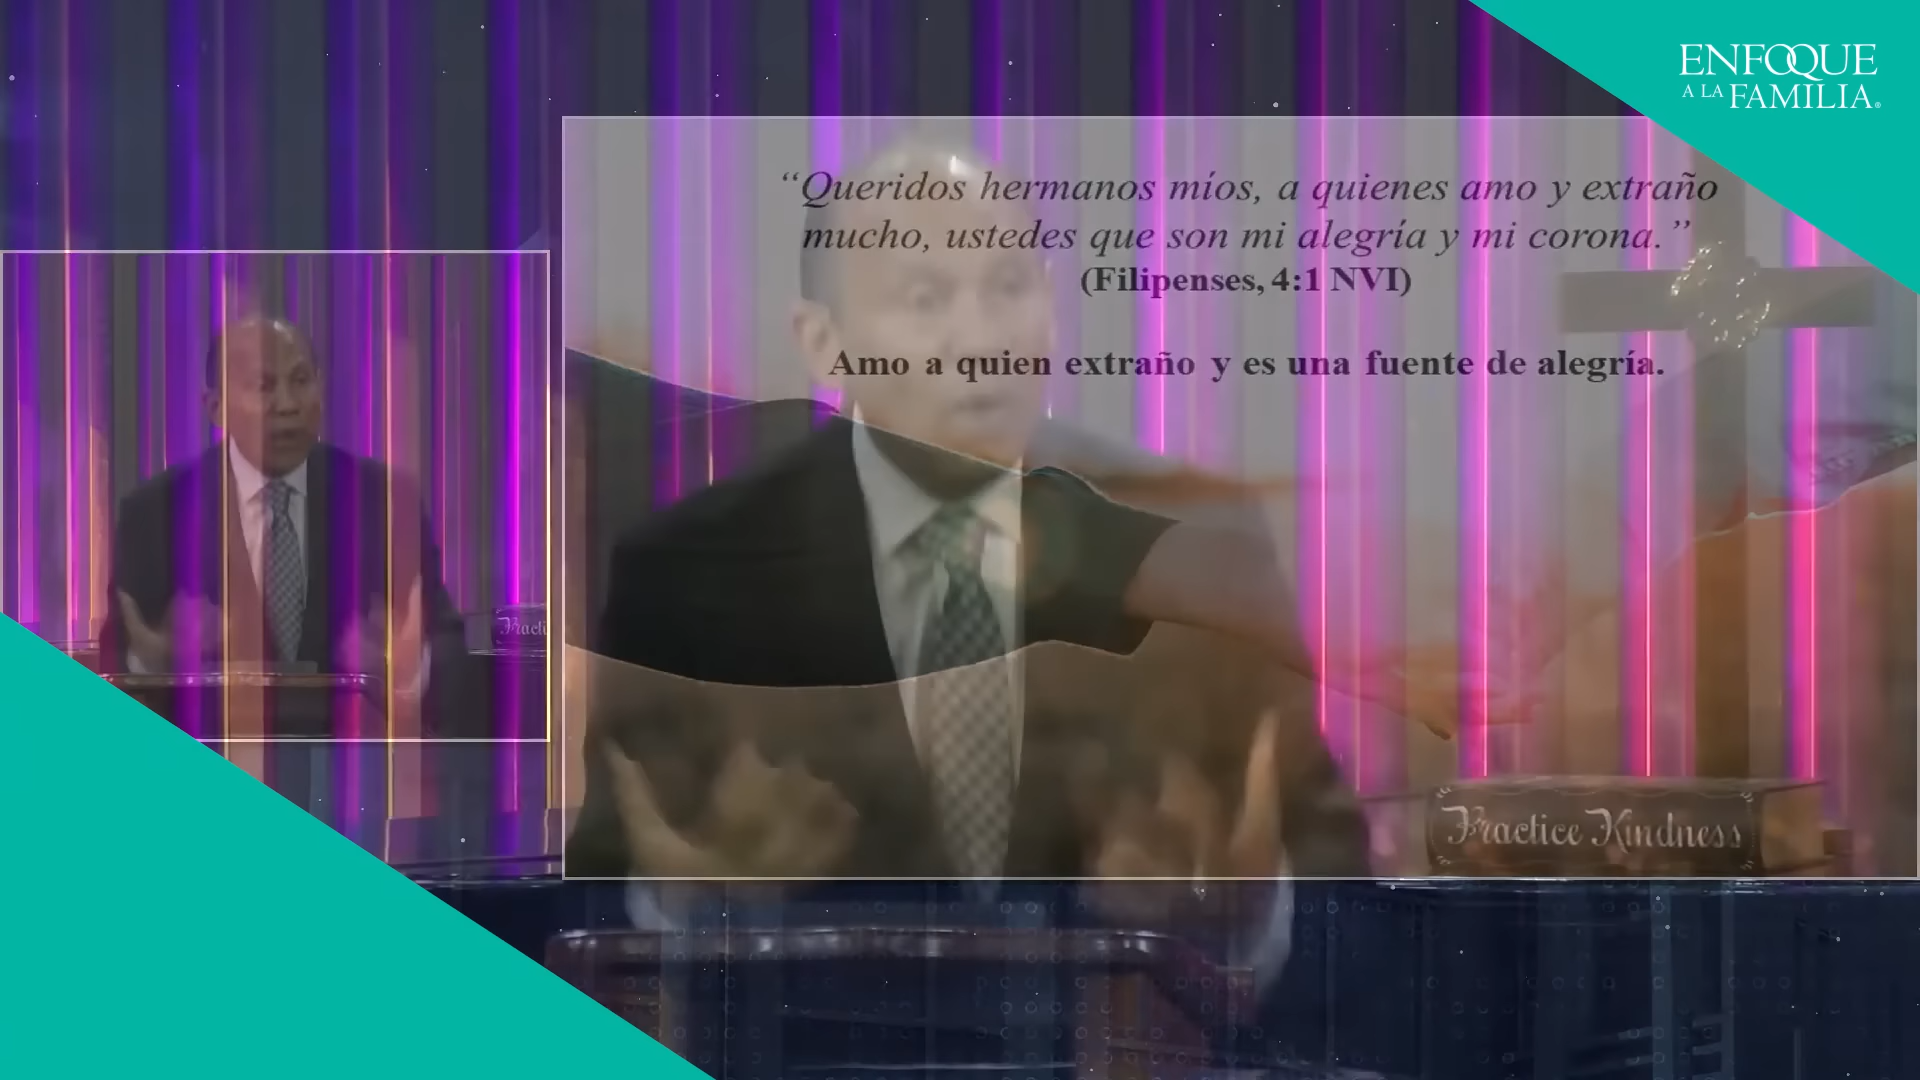 ENFOQUE
A LA FAMILIA®
“Queridos hermanos míos, a quienes amo y extraño
mucho, ustedes que son mi alegría y mi corona.”
(Filipenses, 4:1 NVI)
Amo a quien extraño y es una fuente de alegría.
Practi
Practice Kindness